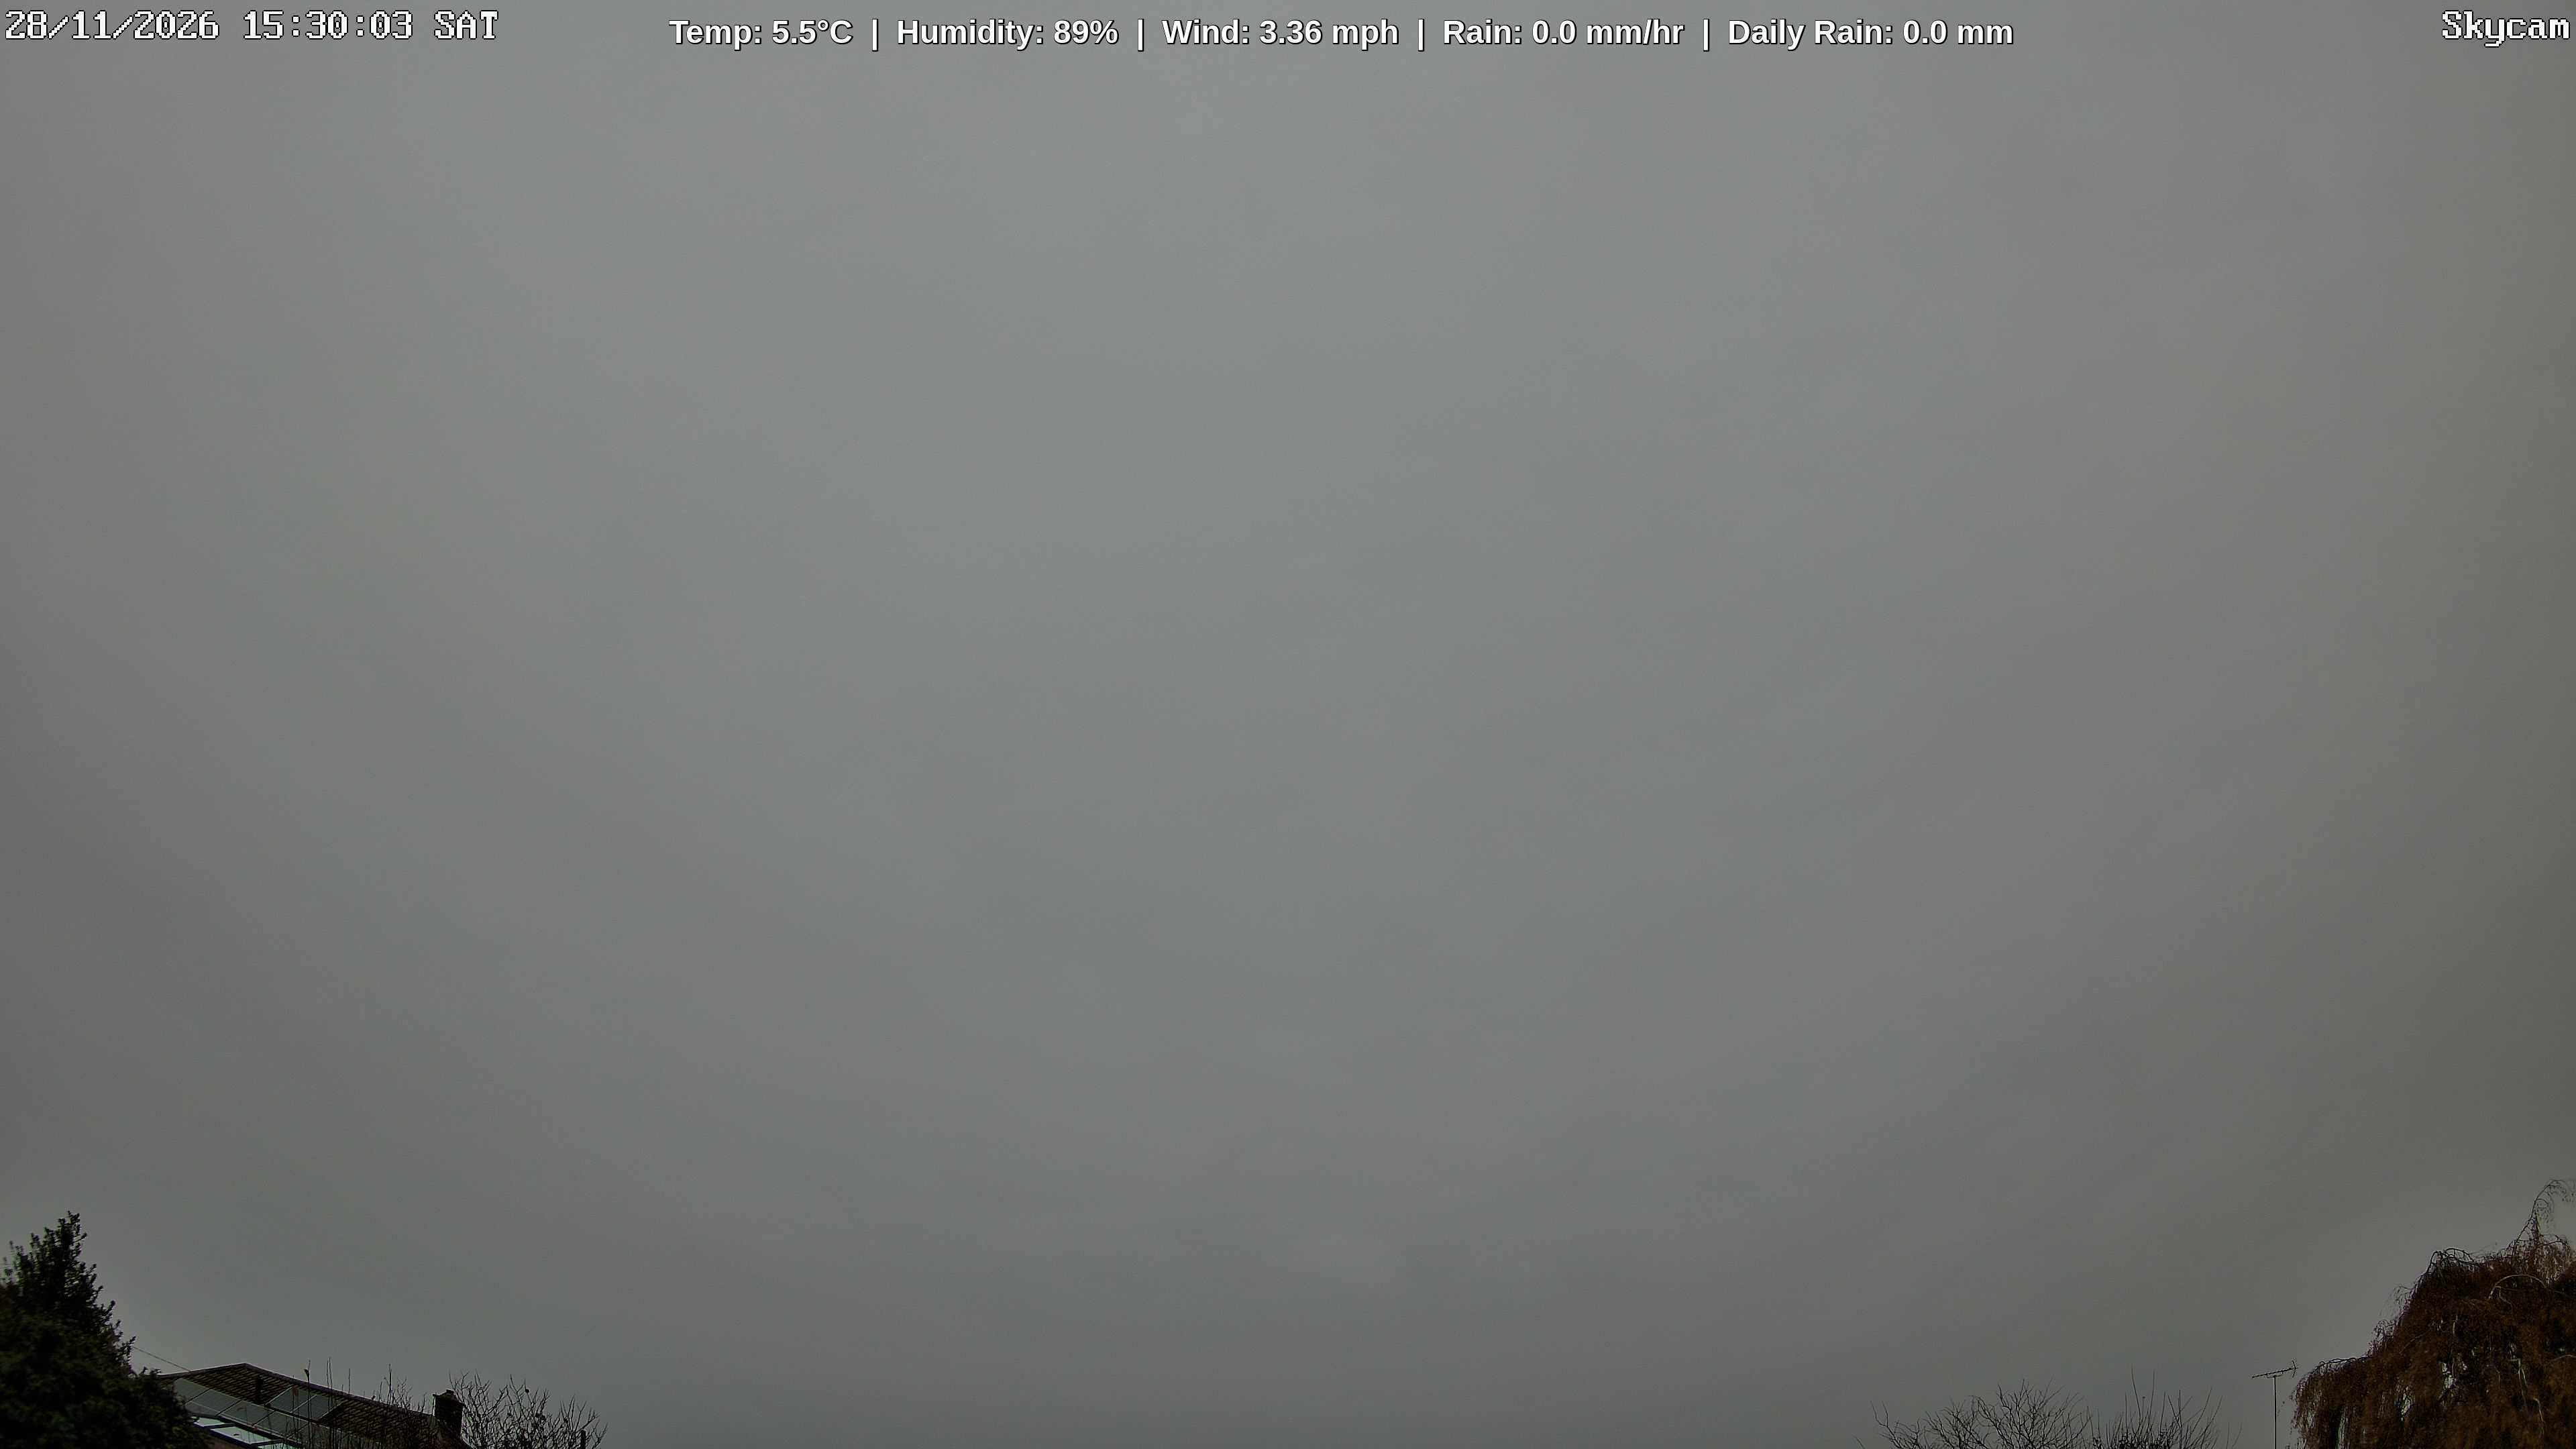 28/11/2026 15:30:03 SAT
Temp: 5.5°C | Humidity: 89% | Wind: 3.36 mph | Rain: 0.0 mm/hr | Daily Rain: 0.0 mm
Skycam